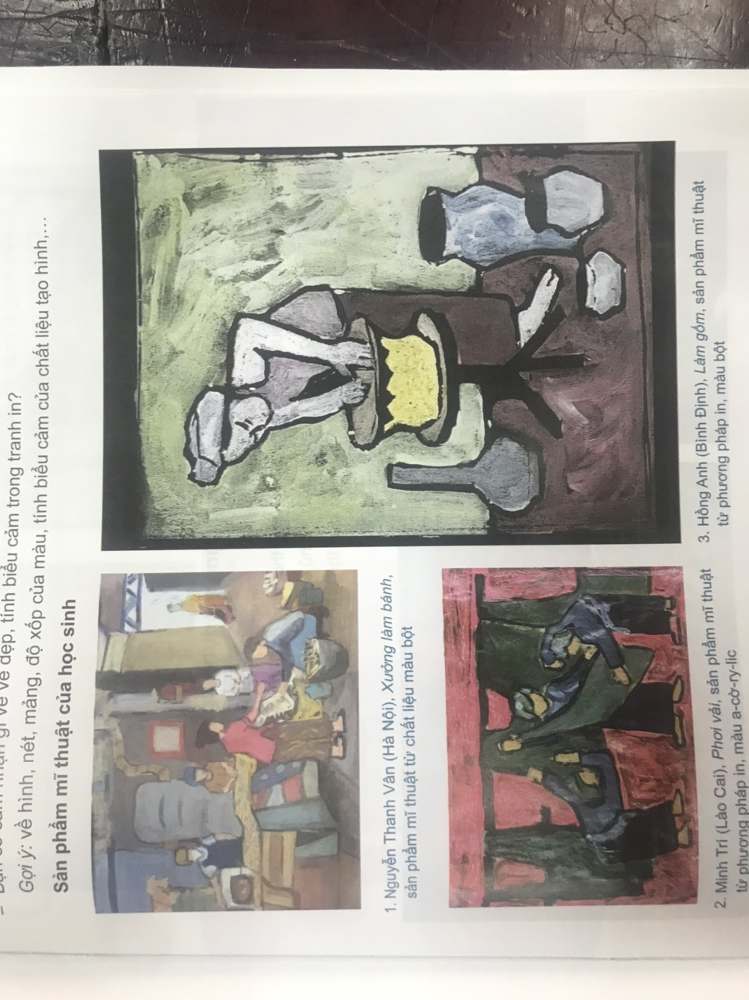 vẻ đẹp, tính biểu cảm trong tranh in?
Gợi ý: về hình, nét, mảng, độ xốp của màu, tính biểu cảm của chất liệu tạo hình,...
Sản phẩm mĩ thuật của học sinh
1. Nguyễn Thanh Vân (Hà Nội), Xưởng làm bánh,
sản phẩm mĩ thuật từ chất liệu màu bột
2. Minh Trí (Lào Cai), Phơi vải, sản phẩm mĩ thuật
từ phương pháp in, màu a-cờ-ry-lic
3. Hồng Anh (Bình Định), Làm gốm, sản phẩm mĩ thuật
từ phương pháp in, màu bột